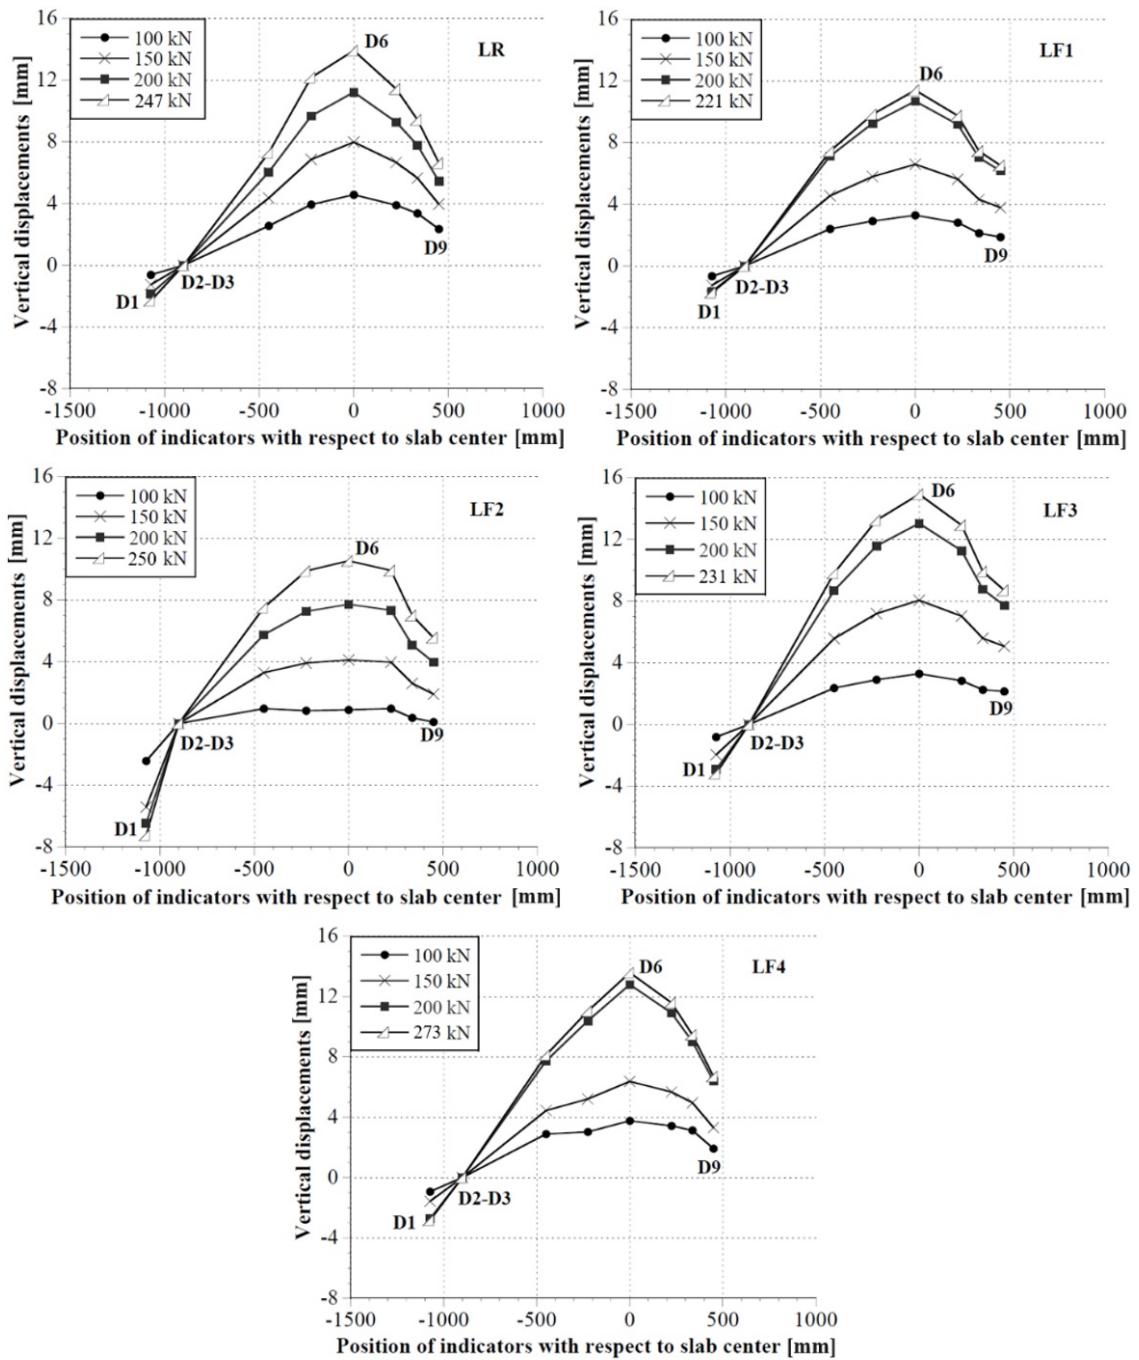 16
12
8
4
0
-4
-8
Vertical displacements [mm]
100 kN
150 kN
200 kN
247 kN
D6
LR
D9
D2-D3
D1
-1500 -1000 -500 0 500 1000
Position of indicators with respect to slab center [mm]
16
12
8
4
0
-4
-8
Vertical displacements [mm]
100 kN
150 kN
200 kN
221 kN
D6
LF1
D9
D2-D3
D1
-1500 -1000 -500 0 500 1000
Position of indicators with respect to slab center [mm]
16
12
8
4
0
-4
-8
Vertical displacements [mm]
100 kN
150 kN
200 kN
250 kN
D6
LF2
D9
D2-D3
D1
-1500 -1000 -500 0 500 1000
Position of indicators with respect to slab center [mm]
16
12
8
4
0
-4
-8
Vertical displacements [mm]
100 kN
150 kN
200 kN
231 kN
D6
LF3
D9
D2-D3
D1
-1500 -1000 -500 0 500 1000
Position of indicators with respect to slab center [mm]
16
12
8
4
0
-4
-8
Vertical displacements [mm]
100 kN
150 kN
200 kN
273 kN
D6
LF4
D9
D2-D3
D1
-1500 -1000 -500 0 500 1000
Position of indicators with respect to slab center [mm]